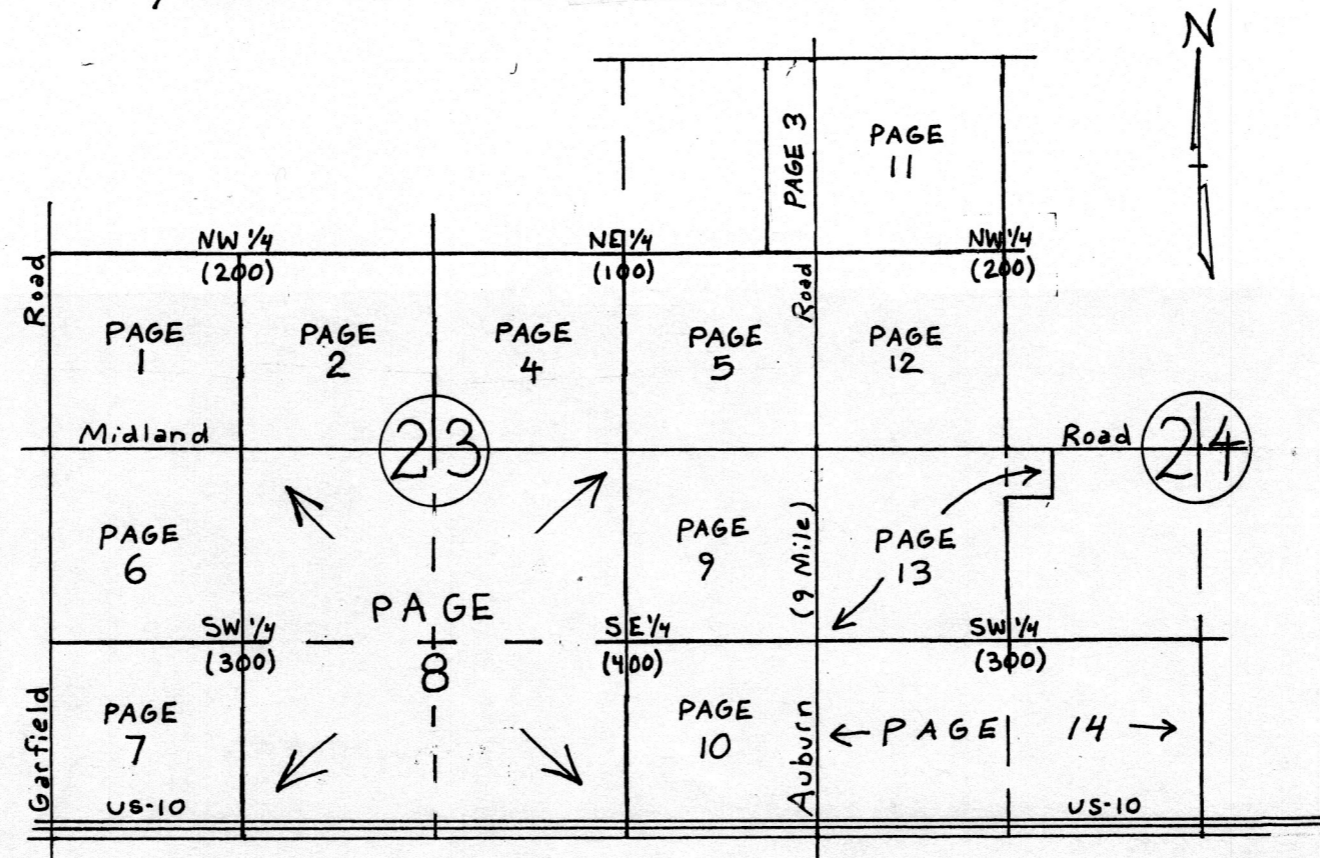 N
PAGE 3
PAGE
11
NW 1/4
(200)
NE 1/4
(100)
NW 1/4
(200)
Road
Road
PAGE
1
PAGE
2
PAGE
4
PAGE
5
PAGE
12
Midland
23
Road
24
PAGE
6
PAGE
8
PAGE
9
(9 Mile)
PAGE
13
SW 1/4
(300)
SE 1/4
(400)
SW 1/4
(300)
Garfield
PAGE
7
PAGE
10
Auburn
PAGE 14
US-10
US-10